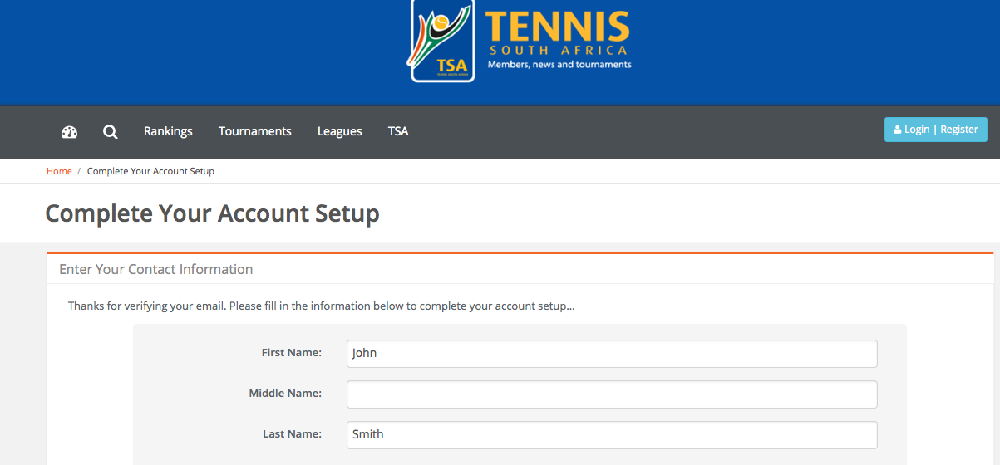 TSA
TENNIS
SOUTH AFRICA
Members, news and tournaments
Rankings Tournaments Leagues TSA Login | Register
Home / Complete Your Account Setup
Complete Your Account Setup
Enter Your Contact Information
Thanks for verifying your email. Please fill in the information below to complete your account setup...
First Name: John
Middle Name:
Last Name: Smith